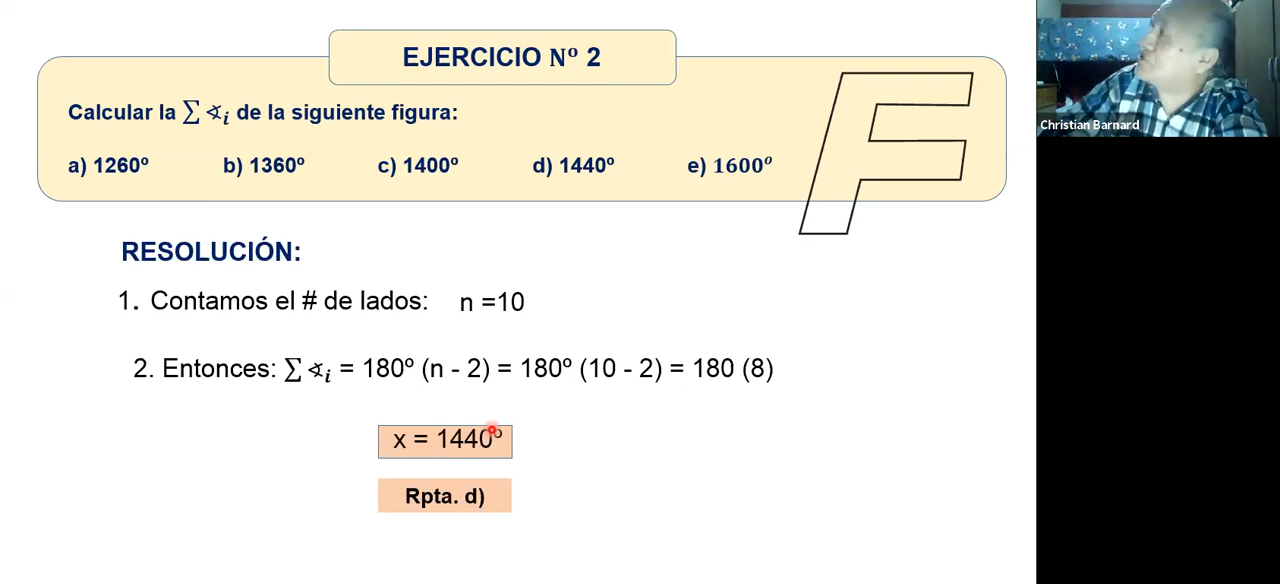 EJERCICIO Nº 2
Calcular la ∑ ∢ᵢ de la siguiente figura:
a) 1260º b) 1360º c) 1400º d) 1440º e) 1600º
Christian Barnard
RESOLUCIÓN:
1. Contamos el # de lados: n =10
2. Entonces: ∑ ∢ᵢ = 180º (n - 2) = 180º (10 - 2) = 180 (8)
x = 1440º
Rpta. d)